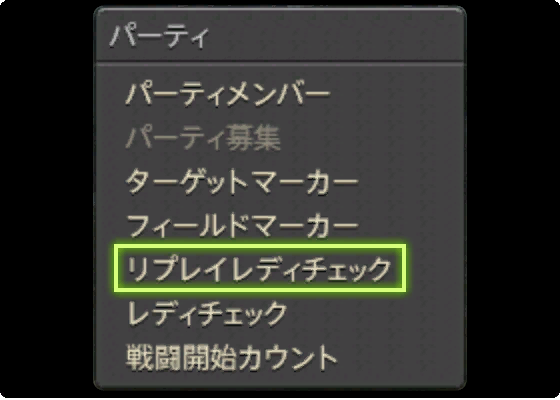 パーティ
パーティメンバー
パーティ募集
ターゲットマーカー
フィールドマーカー
リプレイレディチェック
レディチェック
戦闘開始カウント